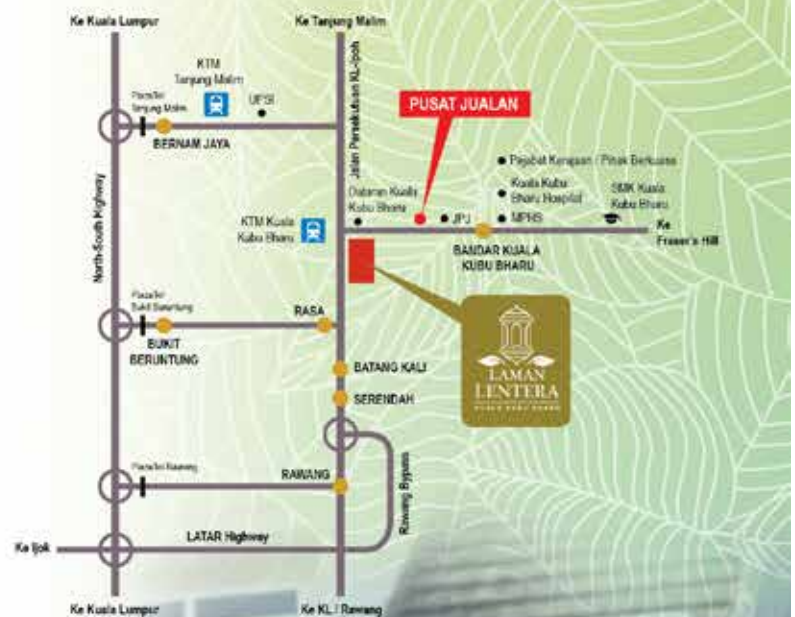 Ke Kuala Lumpur
Ke Tanjung Malim
KTM
Tanjung Malim
UPSI
Plaza Tol
Tanjung Malim
BERNAM JAYA
Jalan Persekutuan KL-Ipoh
PUSAT JUALAN
Pejabat Kerajaan / Pihak Berkuasa
Dataran Kuala
Kubu Bharu
Kuala Kubu
Bharu Hospital
SMK Kuala
Kubu Bharu
JPJ
MPHS
KTM Kuala
Kubu Bharu
Ke
Fraser's Hill
BANDAR KUALA
KUBU BHARU
North-South Highway
Plaza Tol
Bukit Beruntung
RASA
BUKIT
BERUNTUNG
LAMAN
LENTERA
KUALA KUBU BHARU
BATANG KALI
SERENDAH
Plaza Tol Rawang
RAWANG
Rawang Bypass
LATAR Highway
Ke Ijok
Ke Kuala Lumpur
Ke KL / Rawang